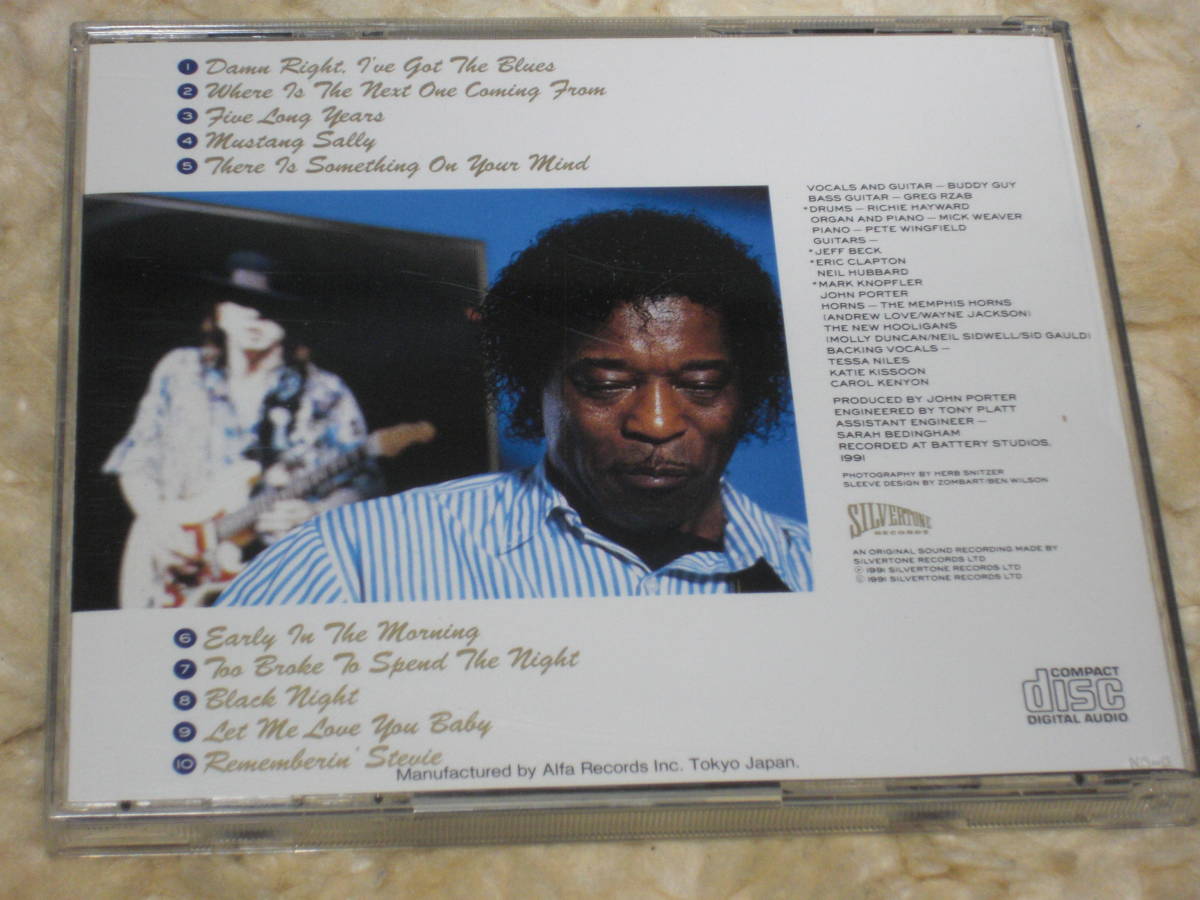 1 Damn Right, I've Got The Blues
2 Where Is The Next One Coming From
3 Five Long Years
4 Mustang Sally
5 There Is Something On Your Mind
VOCALS AND GUITAR – BUDDY GUY
BASS GUITAR – GREG RZAB
*DRUMS – RICHIE HAYWARD
ORGAN AND PIANO – MICK WEAVER
PIANO – PETE WINGFIELD
GUITARS –
*JEFF BECK
*ERIC CLAPTON
NEIL HUBBARD
*MARK KNOPFLER
JOHN PORTER
HORNS – THE MEMPHIS HORNS
(ANDREW LOVE/WAYNE JACKSON)
THE NEW HOOLIGANS
(MOLLY DUNCAN/NEIL SIDWELL/SID GAULD)
BACKING VOCALS –
TESSA NILES
KATIE KISSOON
CAROL KENYON
PRODUCED BY JOHN PORTER
ENGINEERED BY TONY PLATT
ASSISTANT ENGINEER –
SARAH BEDINGHAM
RECORDED AT BATTERY STUDIOS,
1991
PHOTOGRAPHY BY HERB SNITZER
SLEEVE DESIGN BY ZOMBART/BEN WILSON
SILVERTONE
RECORDS
AN ORIGINAL SOUND RECORDING MADE BY
SILVERTONE RECORDS LTD
℗ 1991 SILVERTONE RECORDS LTD
© 1991 SILVERTONE RECORDS LTD
6 Early In The Morning
7 Too Broke To Spend The Night
8 Black Night
9 Let Me Love You Baby
10 Rememberin' Stevie
COMPACT
disc
DIGITAL AUDIO
Manufactured by Alfa Records Inc. Tokyo Japan.